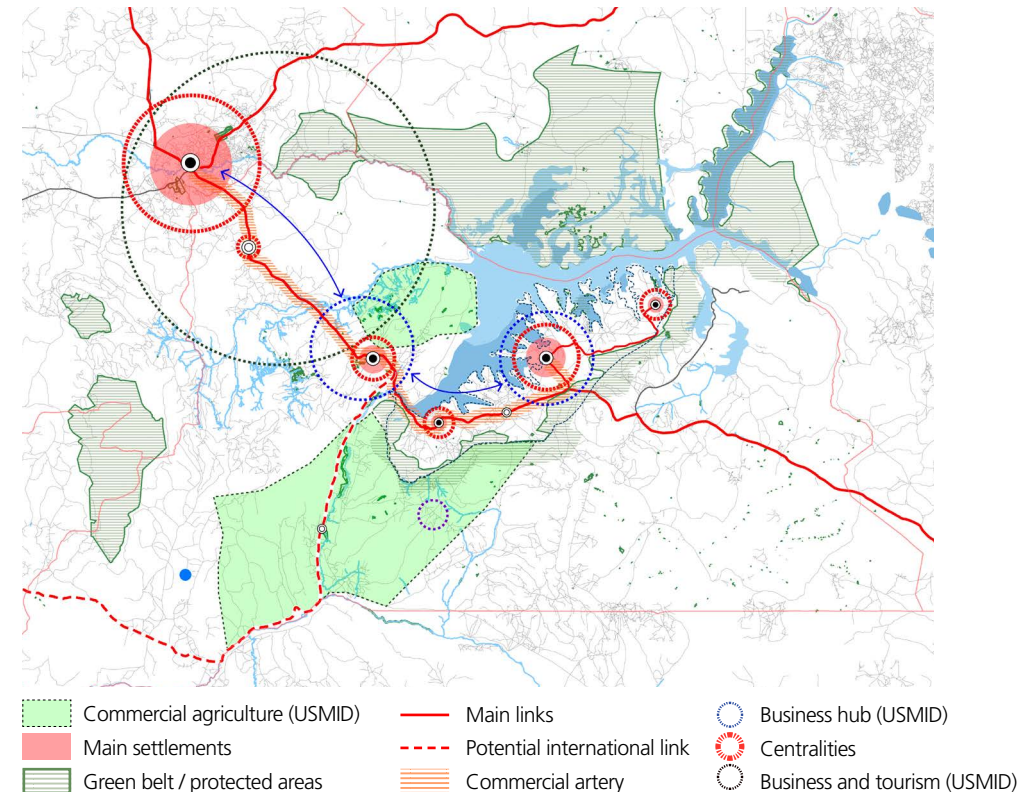 Commercial agriculture (USMID)
Main settlements
Green belt / protected areas
Main links
Potential international link
Commercial artery
Business hub (USMID)
Centralities
Business and tourism (USMID)